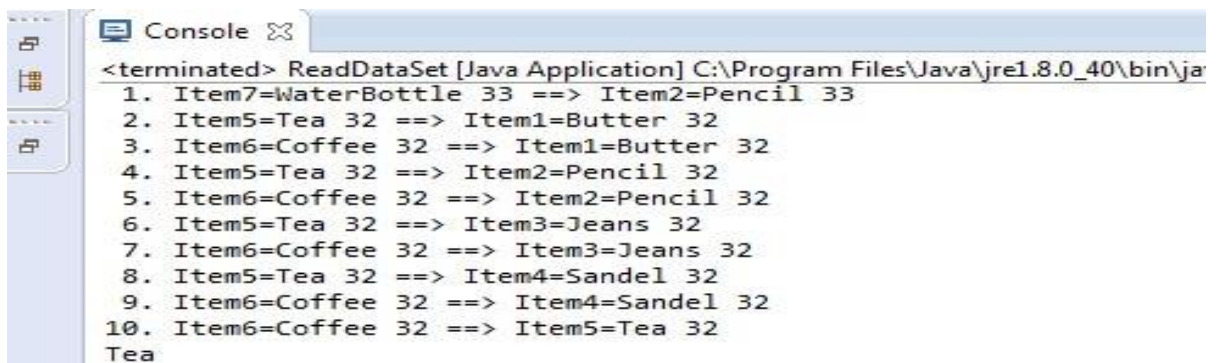 Console
<terminated> ReadDataSet [Java Application] C:\Program Files\Java\jre1.8.0_40\bin\ja
1. Item7=WaterBottle 33 ==> Item2=Pencil 33
2. Item5=Tea 32 ==> Item1=Butter 32
3. Item6=Coffee 32 ==> Item1=Butter 32
4. Item5=Tea 32 ==> Item2=Pencil 32
5. Item6=Coffee 32 ==> Item2=Pencil 32
6. Item5=Tea 32 ==> Item3=Jeans 32
7. Item6=Coffee 32 ==> Item3=Jeans 32
8. Item5=Tea 32 ==> Item4=Sandel 32
9. Item6=Coffee 32 ==> Item4=Sandel 32
10. Item6=Coffee 32 ==> Item5=Tea 32
Tea